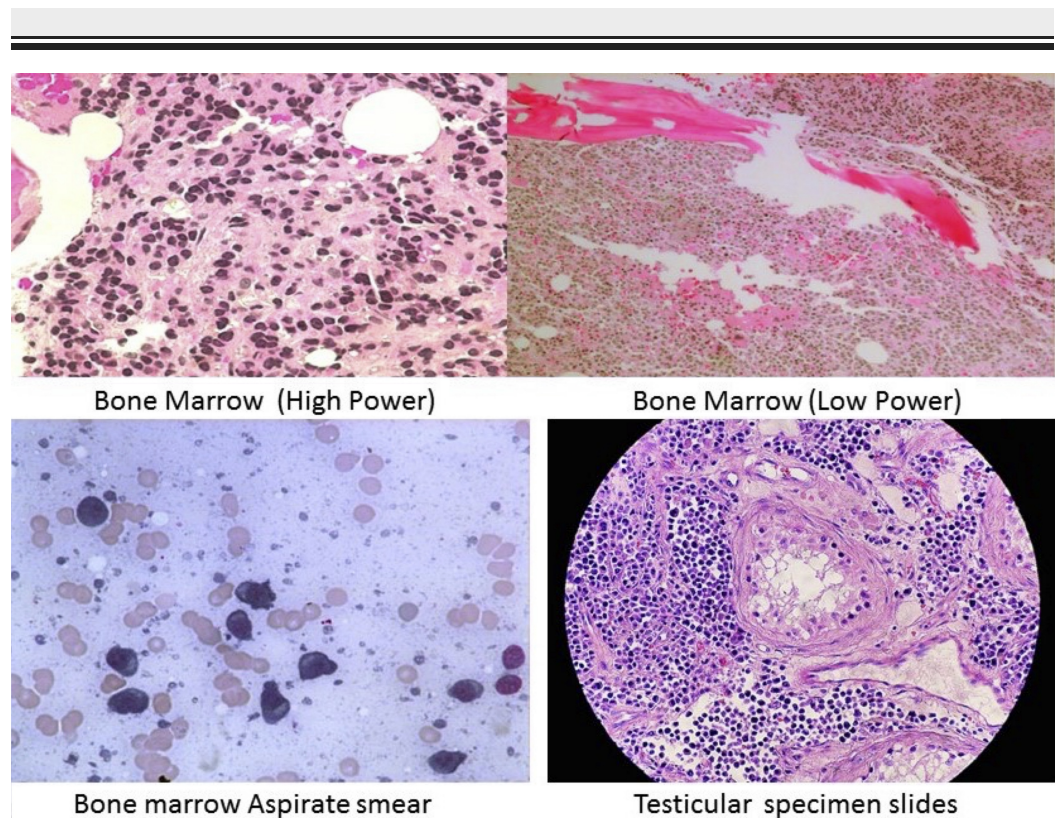 Bone Marrow (High Power)
Bone Marrow (Low Power)
Bone marrow Aspirate smear
Testicular specimen slides